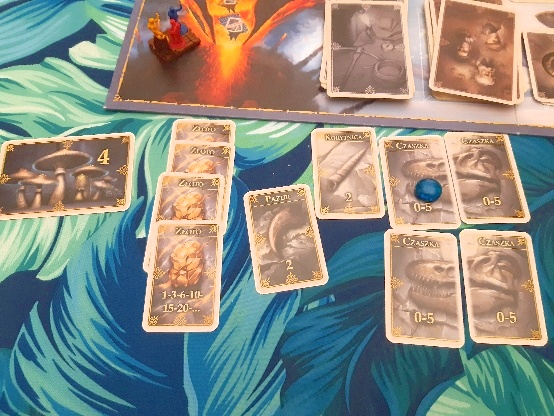 4
ZŁOTO
ZŁOTO
ZŁOTO
ZŁOTO
1-3-6-10-
15-20-...
PAZUR
2
KOŚCIENICA
2
CZASZKA
0-5
CZASZKA
0-5
CZASZKA
0-5
CZASZKA
0-5